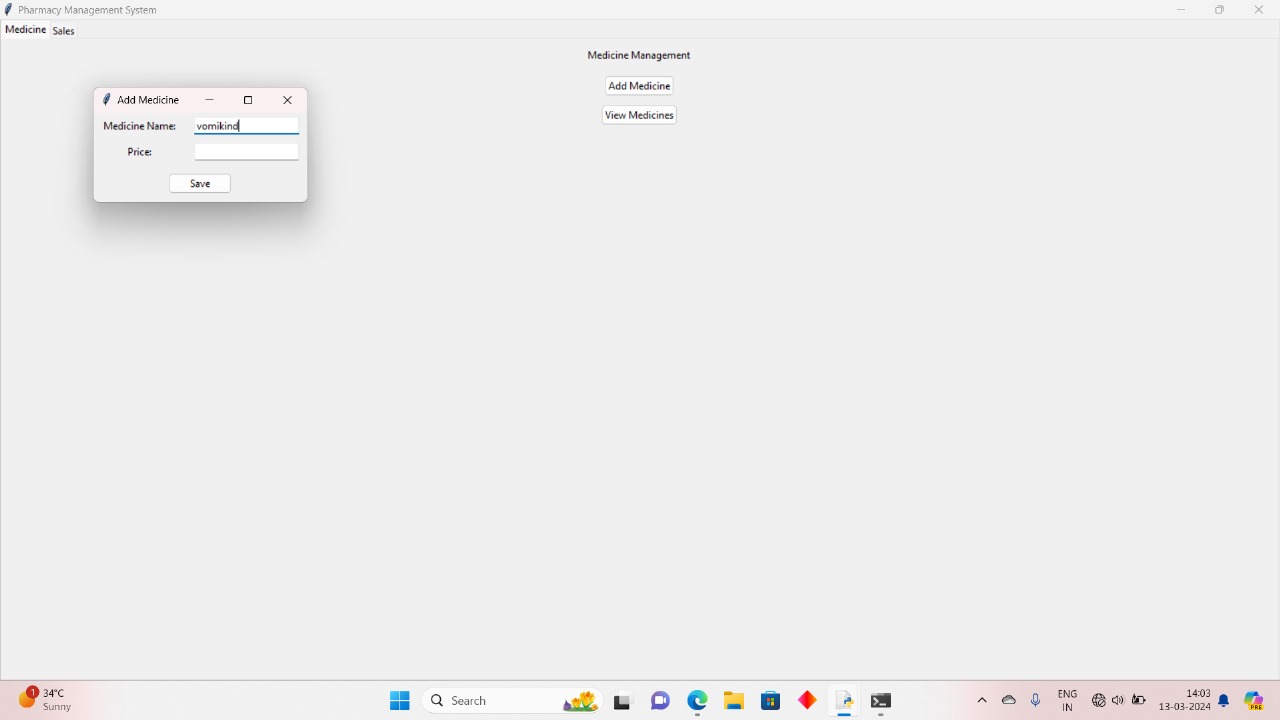 Pharmacy Management System
Medicine Sales
Medicine Management
Add Medicine
View Medicines
Add Medicine
Medicine Name: vomikind
Price:
Save
1
34°C
Sunny
Search
ENG
IN
14:03
13-03-2024
PRE